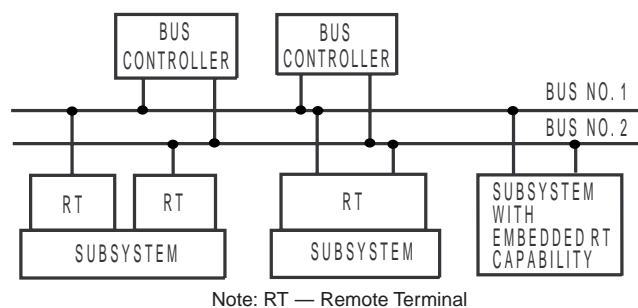 BUS
CONTROLLER
BUS
CONTROLLER
BUS NO. 1
BUS NO. 2
RT
RT
SUBSYSTEM
RT
SUBSYSTEM
SUBSYSTEM
WITH
EMBEDDED RT
CAPABILITY
Note: RT — Remote Terminal